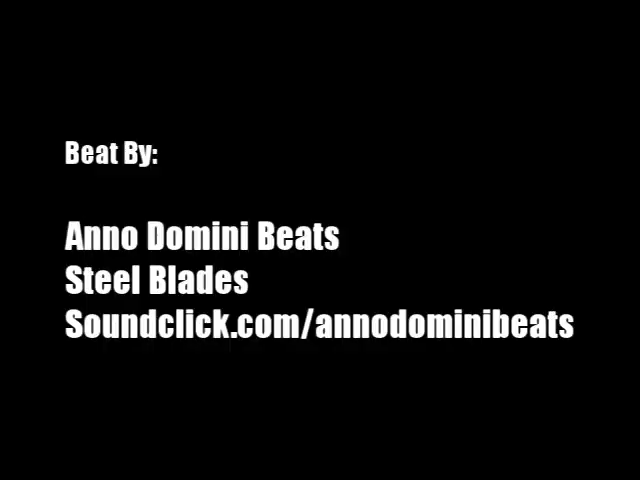 Beat By:
Anno Domini Beats
Steel Blades
Soundclick.com/annodominibeats